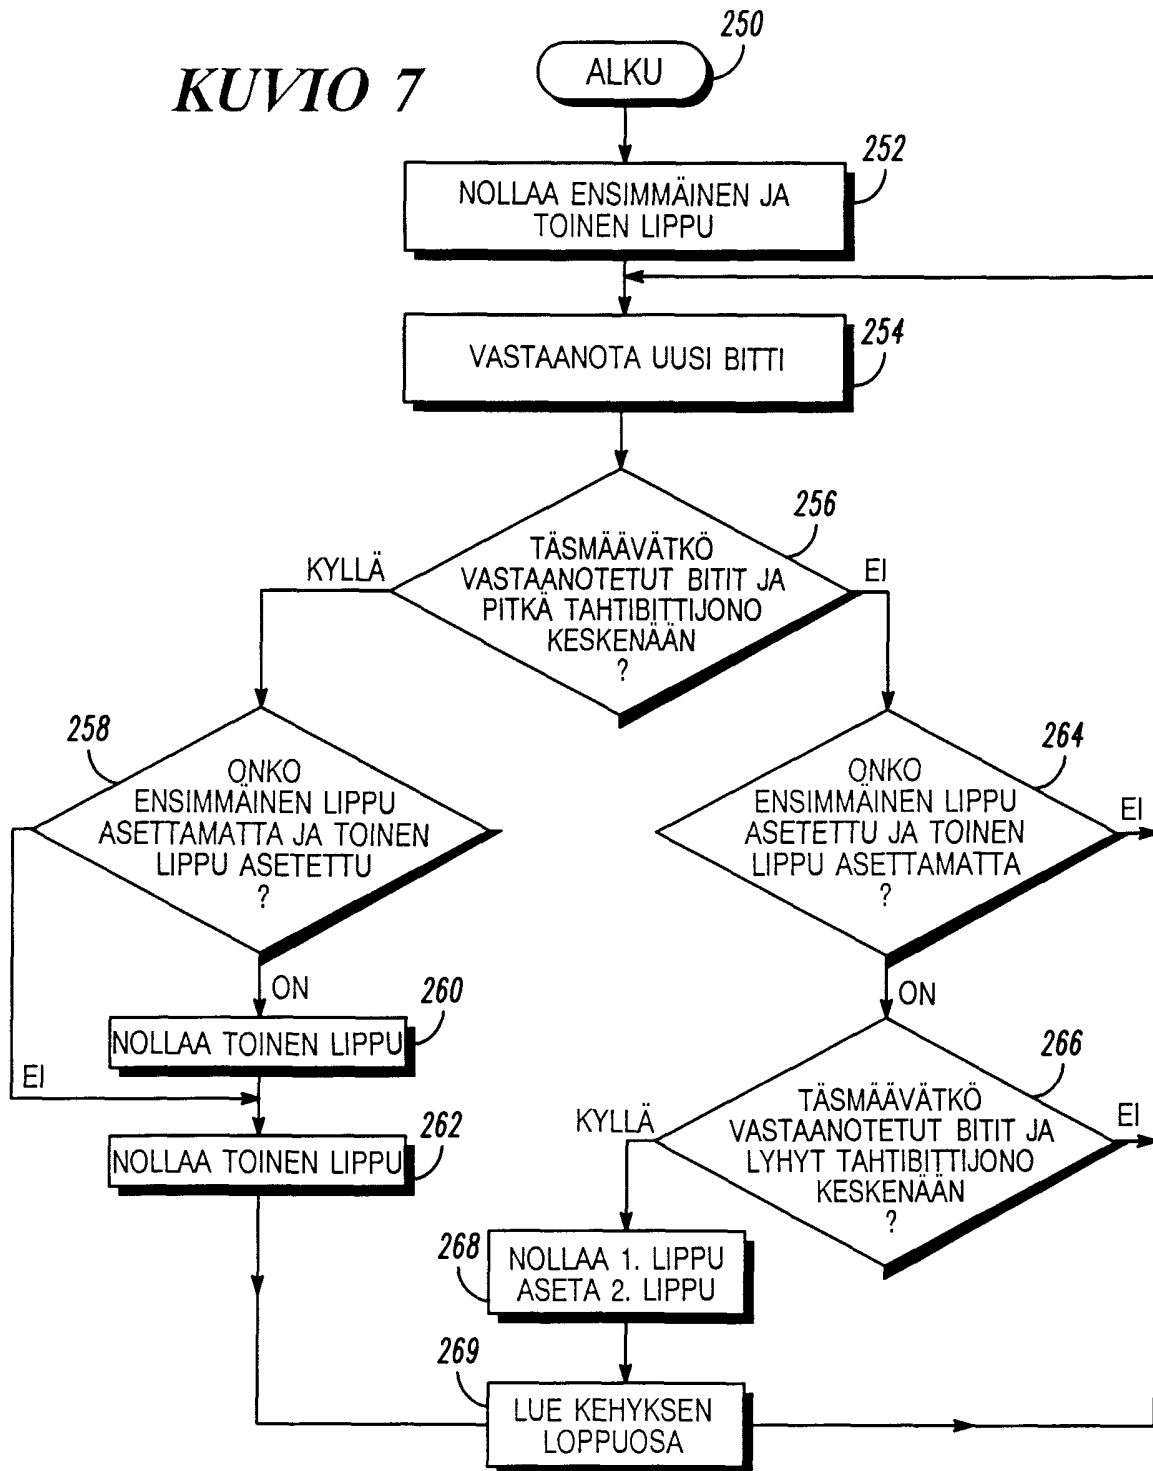 KUVIO 7
250
ALKU
252
NOLLAA ENSIMMÄINEN JA
TOINEN LIPPU
254
VASTAANOTA UUSI BITTI
256
TÄSMÄÄVÄTKÖ
VASTAANOTETUT BITIT JA
PITKÄ TAHTIBITTIJONO
KESKENÄÄN
?
KYLLÄ
EI
258
ONKO
ENSIMMÄINEN LIPPU
ASETTAMATTA JA TOINEN
LIPPU ASETETTU
?
264
ONKO
ENSIMMÄINEN LIPPU
ASETETTU JA TOINEN
LIPPU ASETTAMATTA
?
EI
ON
ON
260
NOLLAA TOINEN LIPPU
EI
262
NOLLAA TOINEN LIPPU
266
TÄSMÄÄVÄTKÖ
VASTAANOTETUT BITIT JA
LYHYT TAHTIBITTIJONO
KESKENÄÄN
?
KYLLÄ
EI
268
NOLLAA 1. LIPPU
ASETA 2. LIPPU
269
LUE KEHYKSEN
LOPPUOSA